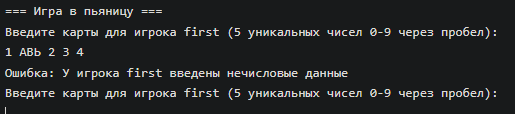 === Игра в пьяницу ===
Введите карты для игрока first (5 уникальных чисел 0-9 через пробел):
1 АВЬ 2 3 4
Ошибка: У игрока first введены нечисловые данные
Введите карты для игрока first (5 уникальных чисел 0-9 через пробел):